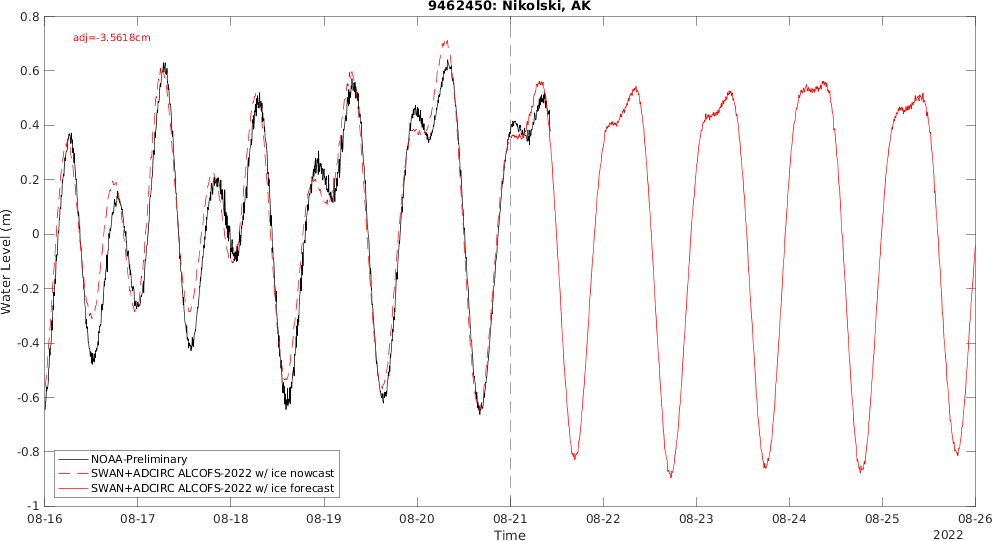 9462450: Nikolski, AK
adj=-3.5618cm
0.8
0.6
0.4
0.2
0
-0.2
-0.4
-0.6
-0.8
-1
Water Level (m)
NOAA-Preliminary
SWAN+ADCIRC ALCOFS-2022 w/ ice nowcast
SWAN+ADCIRC ALCOFS-2022 w/ ice forecast
08-16 08-17 08-18 08-19 08-20 08-21 08-22 08-23 08-24 08-25 08-26
Time
2022